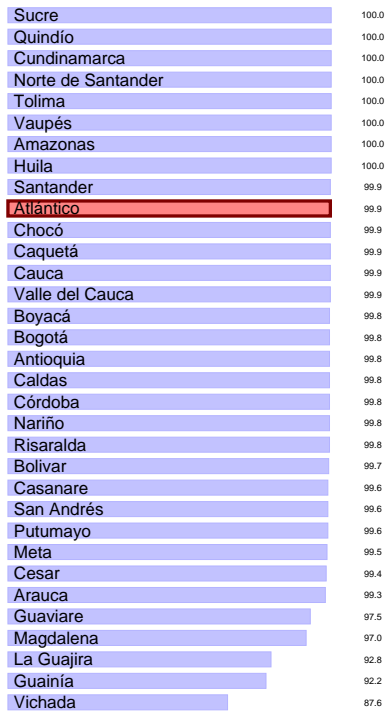 Sucre 100.0
Quindío 100.0
Cundinamarca 100.0
Norte de Santander 100.0
Tolima 100.0
Vaupés 100.0
Amazonas 100.0
Huila 100.0
Santander 99.9
Atlántico 99.9
Chocó 99.9
Caquetá 99.9
Cauca 99.9
Valle del Cauca 99.9
Boyacá 99.8
Bogotá 99.8
Antioquia 99.8
Caldas 99.8
Córdoba 99.8
Nariño 99.8
Risaralda 99.8
Bolivar 99.7
Casanare 99.6
San Andrés 99.6
Putumayo 99.6
Meta 99.5
Cesar 99.4
Arauca 99.3
Guaviare 97.5
Magdalena 97.0
La Guajira 92.8
Guainía 92.2
Vichada 87.6